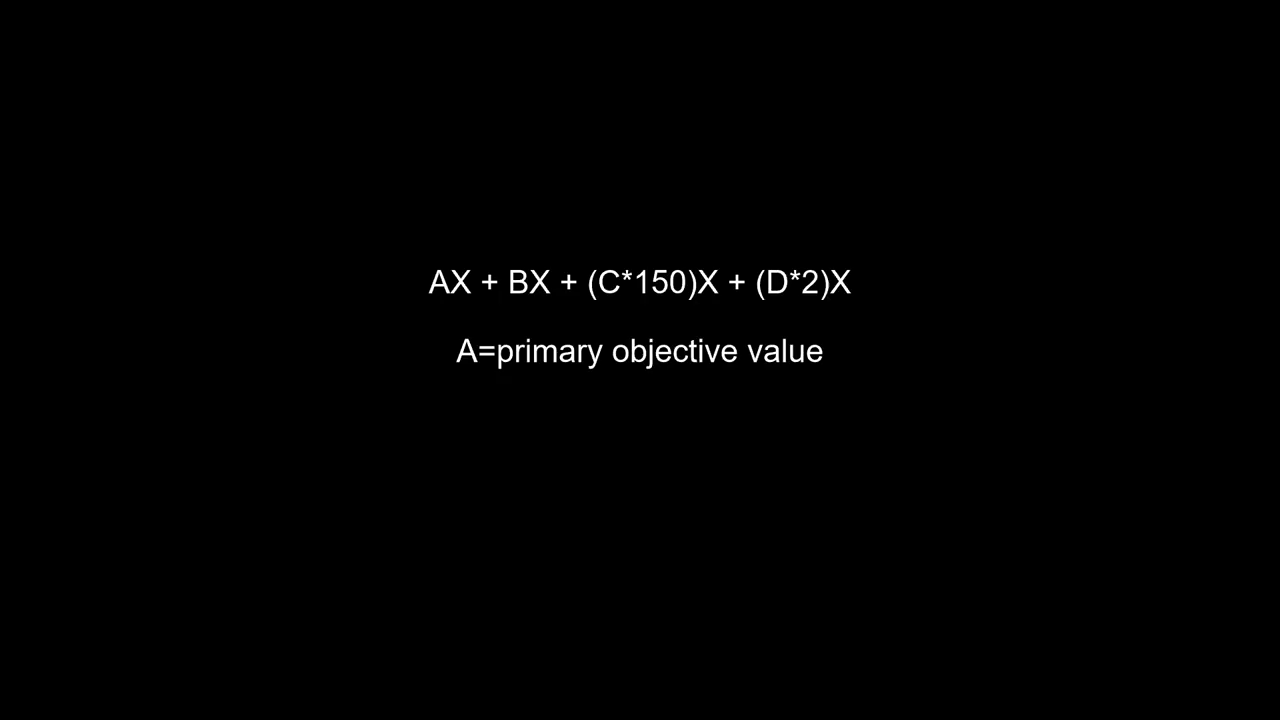 AX + BX + (C*150)X + (D*2)X
A=primary objective value